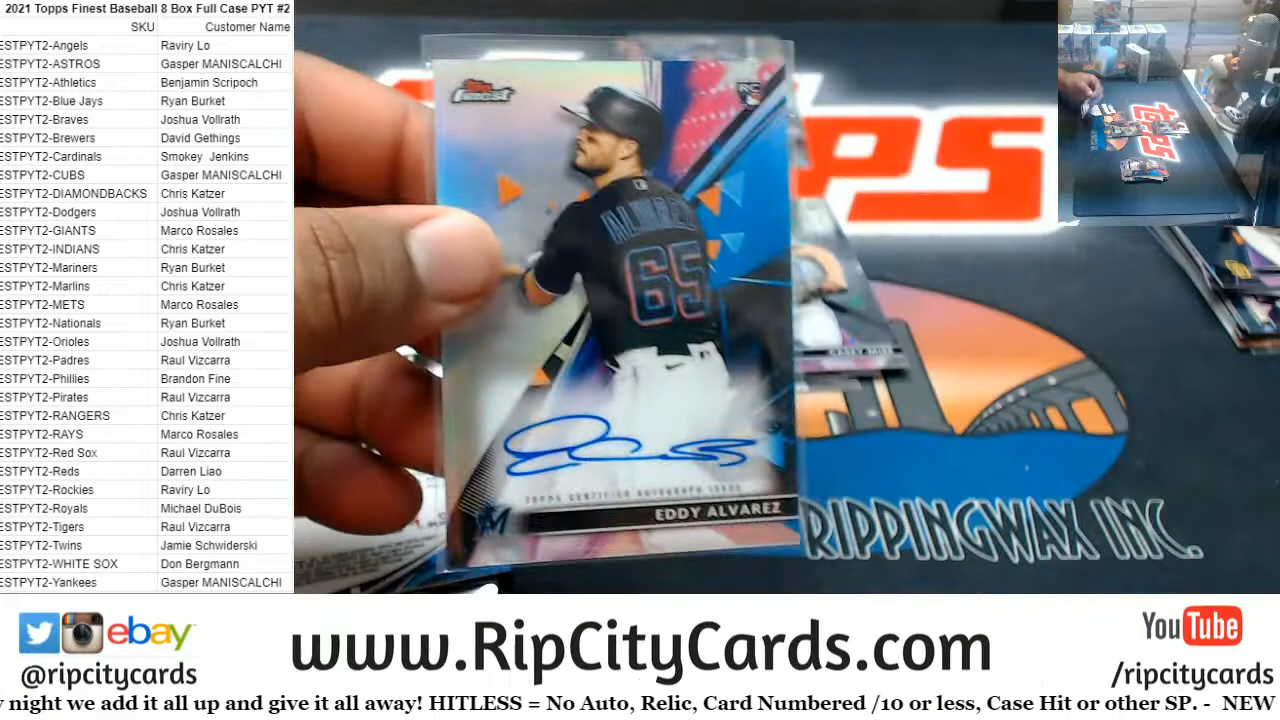 2021 Topps Finest Baseball 8 Box Full Case PYT #2
SKU Customer Name
ESTPYT2-Angels Raviry Lo
ESTPYT2-ASTROS Gasper MANISCALCHI
ESTPYT2-Athletics Benjamin Scripoch
ESTPYT2-Blue Jays Ryan Burket
ESTPYT2-Braves Joshua Vollrath
ESTPYT2-Brewers David Gethings
ESTPYT2-Cardinals Smokey Jenkins
ESTPYT2-CUBS Gasper MANISCALCHI
ESTPYT2-DIAMONDBACKS Chris Katzer
ESTPYT2-Dodgers Joshua Vollrath
ESTPYT2-GIANTS Marco Rosales
ESTPYT2-INDIANS Chris Katzer
ESTPYT2-Mariners Ryan Burket
ESTPYT2-Marlins Chris Katzer
ESTPYT2-METS Marco Rosales
ESTPYT2-Nationals Ryan Burket
ESTPYT2-Orioles Joshua Vollrath
ESTPYT2-Padres Raul Vizcarra
ESTPYT2-Phillies Brandon Fine
ESTPYT2-Pirates Raul Vizcarra
ESTPYT2-RANGERS Chris Katzer
ESTPYT2-RAYS Marco Rosales
ESTPYT2-Red Sox Raul Vizcarra
ESTPYT2-Reds Darren Liao
ESTPYT2-Rockies Raviry Lo
ESTPYT2-Royals Michael DuBois
ESTPYT2-Tigers Raul Vizcarra
ESTPYT2-Twins Jamie Schwiderski
ESTPYT2-WHITE SOX Don Bergmann
ESTPYT2-Yankees Gasper MANISCALCHI
Topps
finest
RC
ALVAREZ
65
TOPPS CERTIFIED AUTOGRAPH ISSUE
EDDY ALVAREZ
M
PS
topps
RIPPINGWAX INC.
ebay
@ripcitycards
www.RipCityCards.com
YouTube
/ripcitycards
y night we add it all up and give it all away! HITLESS = No Auto, Relic, Card Numbered /10 or less, Case Hit or other SP. - NEW